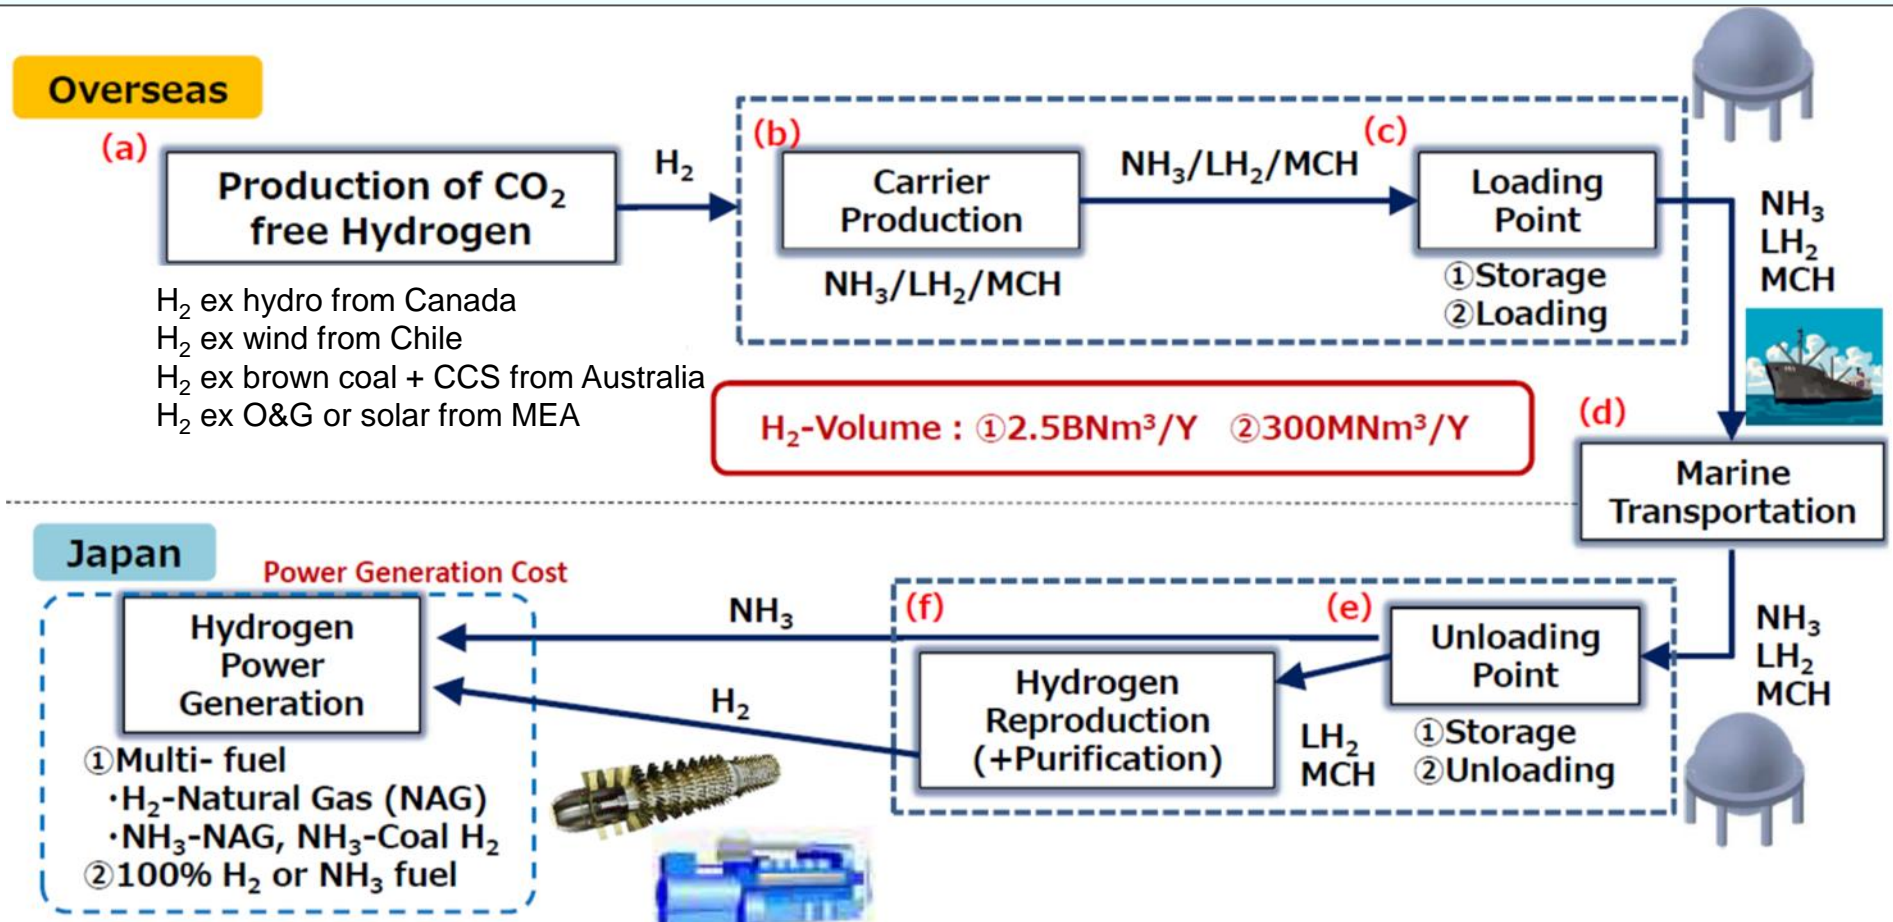 Overseas
(a)
Production of CO₂
free Hydrogen
H₂ ex hydro from Canada
H₂ ex wind from Chile
H₂ ex brown coal + CCS from Australia
H₂ ex O&G or solar from MEA
H₂
(b)
Carrier
Production
NH₃/LH₂/MCH
NH₃/LH₂/MCH
(c)
Loading
Point
①Storage
②Loading
NH₃
LH₂
MCH
H₂-Volume : ①2.5BNm³/Y ②300MNm³/Y
(d)
Marine
Transportation
Japan
Power Generation Cost
Hydrogen
Power
Generation
①Multi- fuel
・H₂-Natural Gas (NAG)
・NH₃-NAG, NH₃-Coal H₂
②100% H₂ or NH₃ fuel
NH₃
H₂
(f)
Hydrogen
Reproduction
(+Purification)
LH₂
MCH
(e)
Unloading
Point
①Storage
②Unloading
NH₃
LH₂
MCH